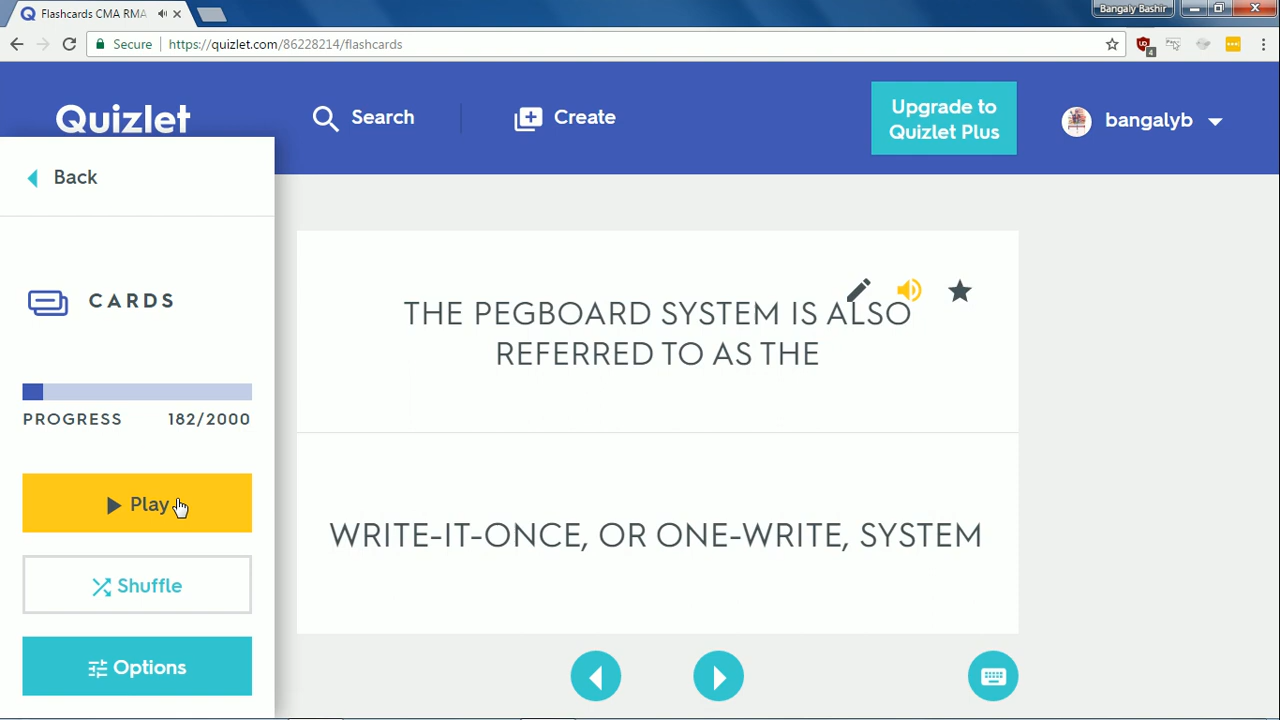 Flashcards CMA RMA
Bangaly Bashir
Secure
https://quizlet.com/86228214/flashcards
4
Quizlet
Search
Create
Upgrade to
Quizlet Plus
bangalyb
Back
CARDS
PROGRESS 182/2000
Play
Shuffle
Options
THE PEGBOARD SYSTEM IS ALSO
REFERRED TO AS THE
WRITE-IT-ONCE, OR ONE-WRITE, SYSTEM